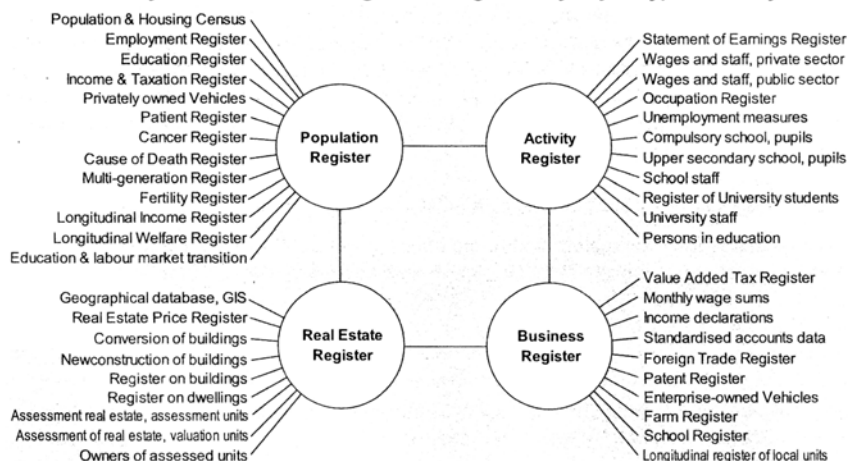 Population & Housing Census
Employment Register
Education Register
Income & Taxation Register
Privately owned Vehicles
Patient Register
Cancer Register
Cause of Death Register
Multi-generation Register
Fertility Register
Longitudinal Income Register
Longitudinal Welfare Register
Education & labour market transition
Population
Register
Activity
Register
Statement of Earnings Register
Wages and staff, private sector
Wages and staff, public sector
Occupation Register
Unemployment measures
Compulsory school, pupils
Upper secondary school, pupils
School staff
Register of University students
University staff
Persons in education
Geographical database, GIS
Real Estate Price Register
Conversion of buildings
Newconstruction of buildings
Register on buildings
Register on dwellings
Assessment real estate, assessment units
Assessment of real estate, valuation units
Owners of assessed units
Real Estate
Register
Business
Register
Value Added Tax Register
Monthly wage sums
Income declarations
Standardised accounts data
Foreign Trade Register
Patent Register
Enterprise-owned Vehicles
Farm Register
School Register
Longitudinal register of local units